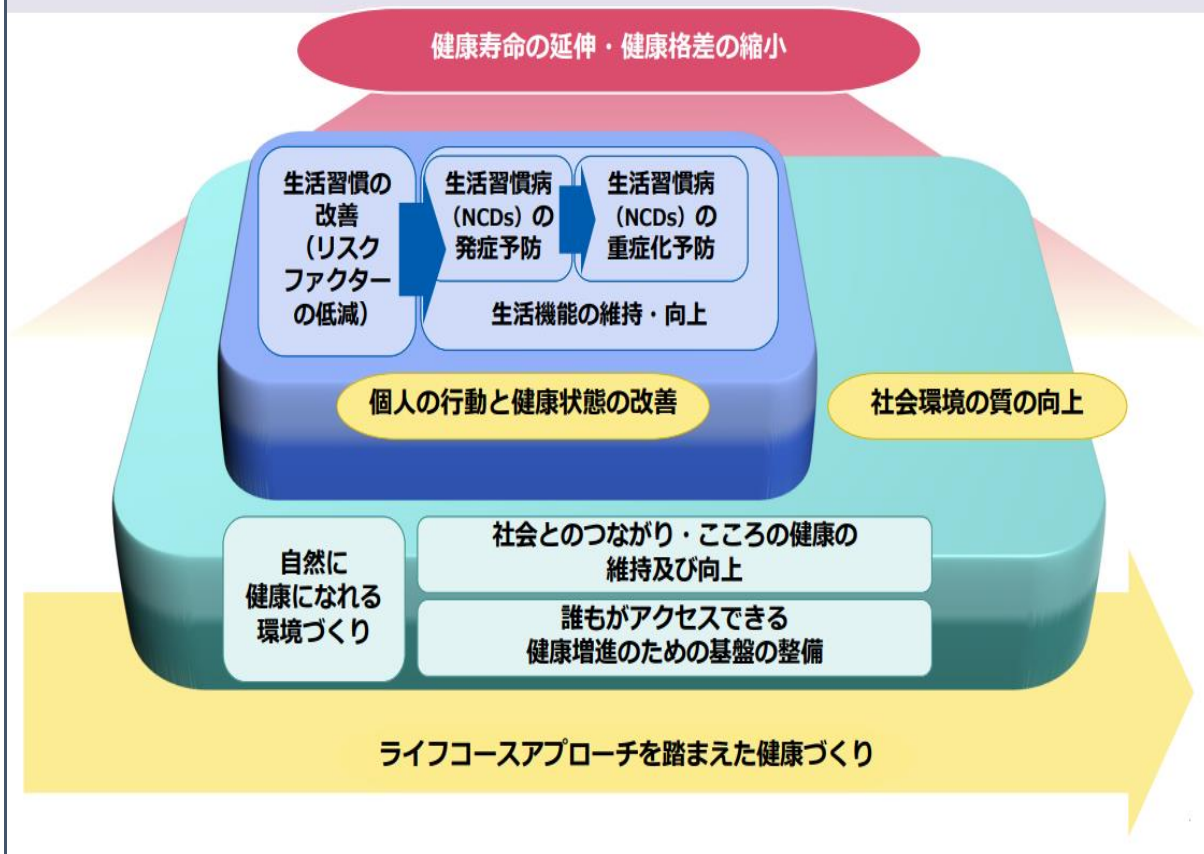 健康寿命の延伸・健康格差の縮小
生活習慣の
改善
（リスク
ファクター
の低減）
生活習慣病
（NCDs）の
発症予防
生活習慣病
（NCDs）の
重症化予防
生活機能の維持・向上
個人の行動と健康状態の改善
社会環境の質の向上
自然に
健康になれる
環境づくり
社会とのつながり・こころの健康の
維持及び向上
誰もがアクセスできる
健康増進のための基盤の整備
ライフコースアプローチを踏まえた健康づくり